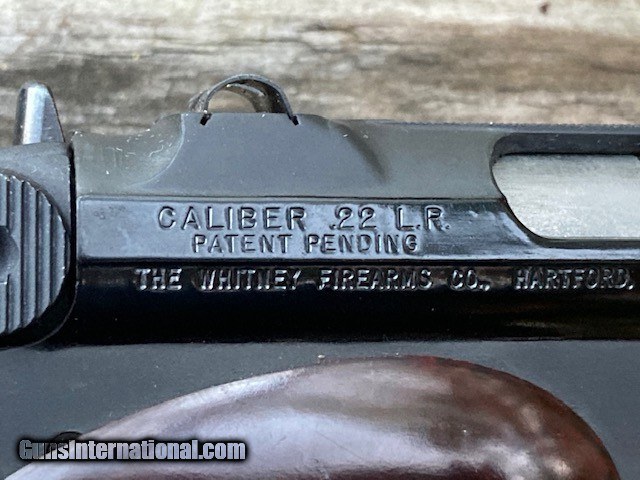 CALIBER .22 L.R.
PATENT PENDING
THE WHITNEY FIREARMS CO., HARTFORD,
GunsInternational.com